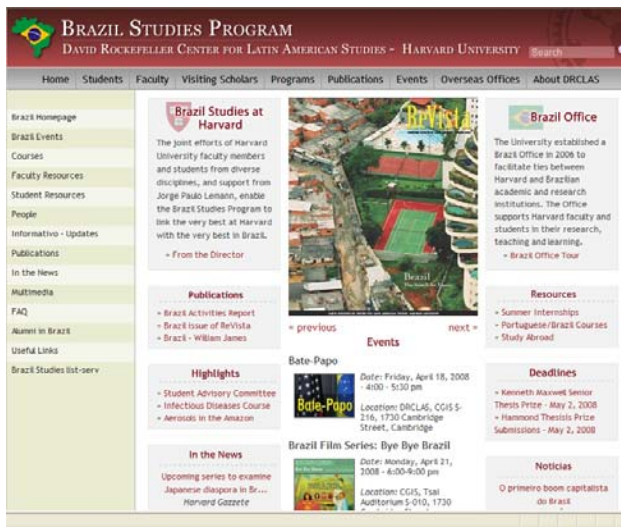 BRAZIL STUDIES PROGRAM
DAVID ROCKEFELLER CENTER FOR LATIN AMERICAN STUDIES - HARVARD UNIVERSITY
Search
Home Students Faculty Visiting Scholars Programs Publications Events Overseas Offices About DRCLAS
Brazil Homepage
Brazil Events
Courses
Faculty Resources
Student Resources
People
Informativo - Updates
Publications
In the News
Multimedia
FAQ
Alumni in Brazil
Useful Links
Brazil Studies list-serv
Brazil Studies at
Harvard
The joint efforts of Harvard
University faculty members
and students from diverse
disciplines, and support from
Jorge Paulo Lemann, enable
the Brazil Studies Program to
link the very best at Harvard
with the very best in Brazil.
» From the Director
Publications
» Brazil Activities Report
» Brazil Issue of ReVista
» Brazil - William James
Highlights
» Student Advisory Committee
» Infectious Diseases Course
» Aerosols in the Amazon
In the News
Upcoming series to examine
Japanese diaspora in Br...
Harvard Gazette
ReVista
Brazil
« previous next »
Events
Bate-Papo
Bate-Papo
Date: Friday, April 18, 2008
- 4:00 - 5:30 pm
Location: DRCLAS, CGIS S-
216, 1730 Cambridge
Street, Cambridge
Brazil Film Series: Bye Bye Brazil
Date: Monday, April 21,
2008 - 6:00-9:00 pm
Location: CGIS, Tsai
Auditorium S-010, 1730
Brazil Office
The University established a
Brazil Office in 2006 to
facilitate ties between
Harvard and Brazilian
academic and research
institutions. The Office
supports Harvard faculty and
students in their research,
teaching and learning.
» Brazil Office Tour
Resources
» Summer Internships
» Portuguese/Brazil Courses
» Study Abroad
Deadlines
» Kenneth Maxwell Senior
Thesis Prize - May 2, 2008
» Hammond Thesisis Prize
Submissions - May 2, 2008
Noticias
O primeiro boom capitalista
do Brasil